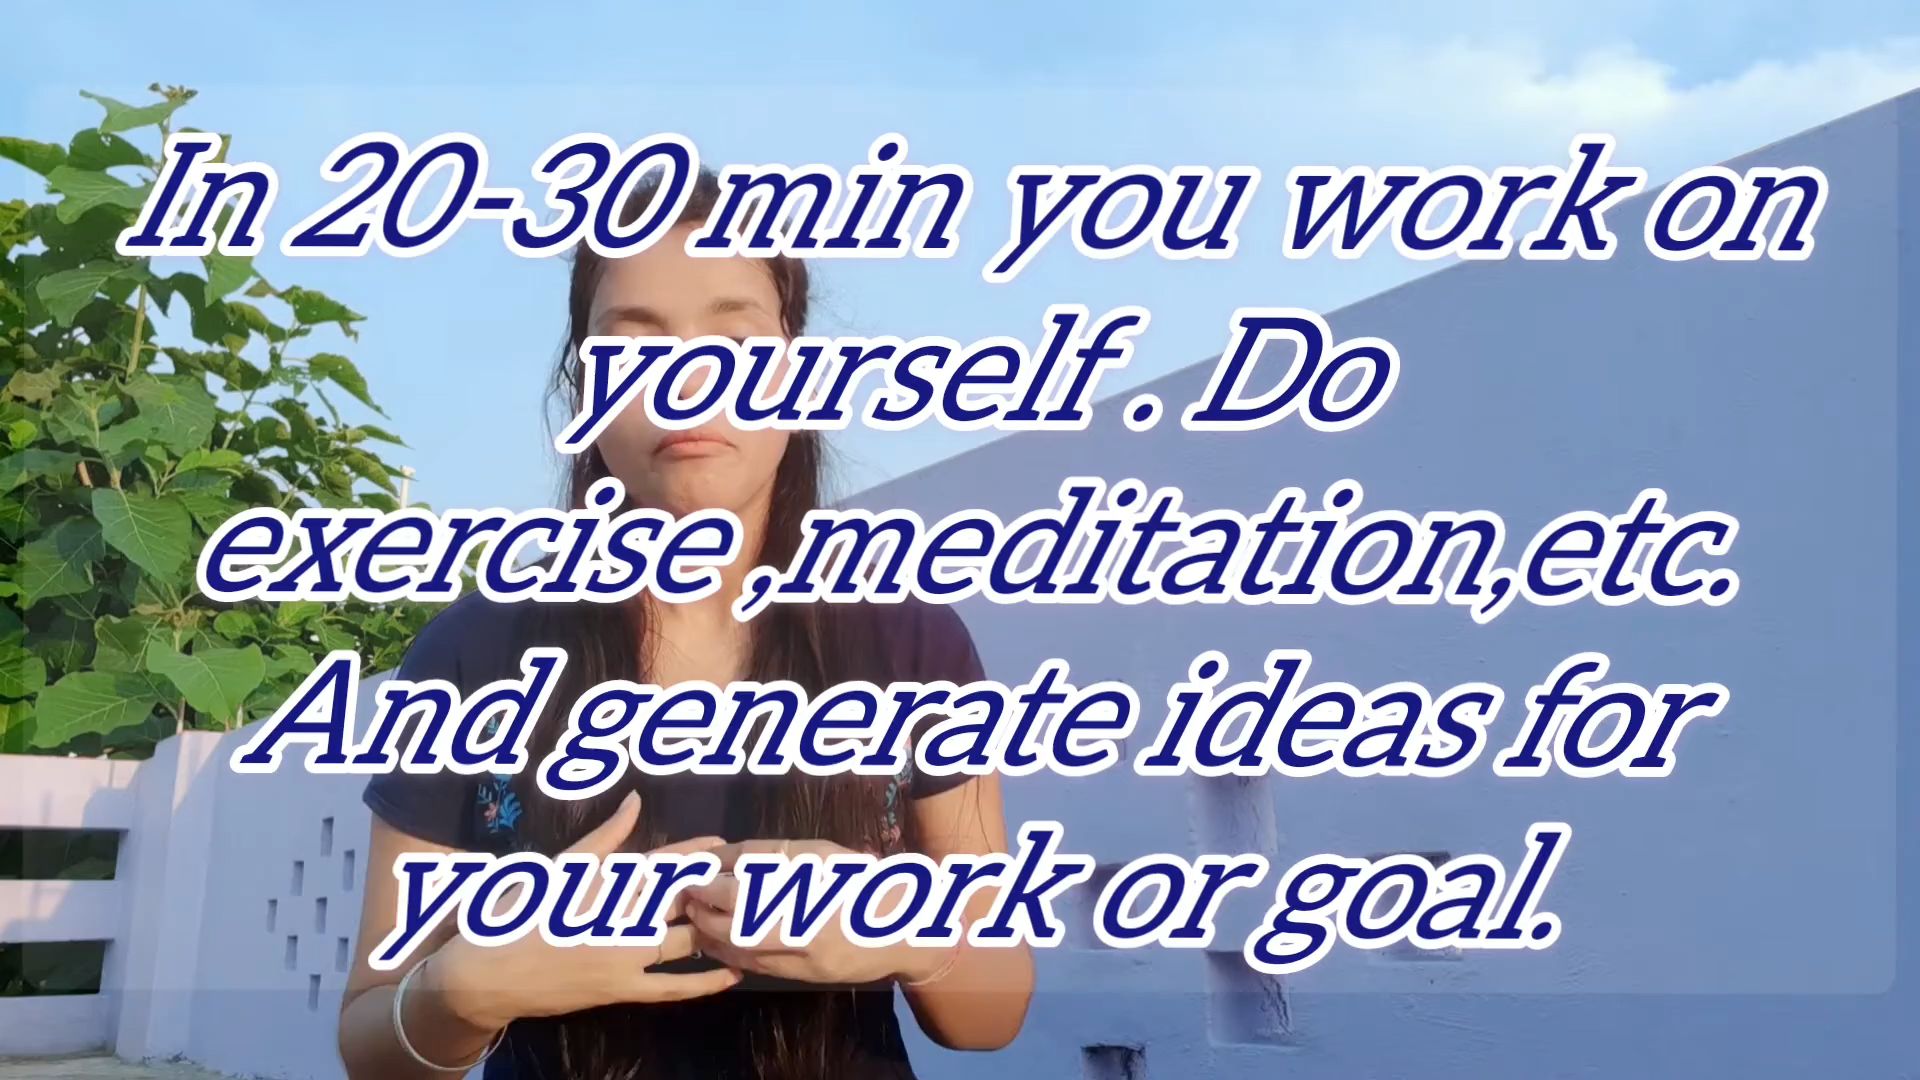 In 20-30 min you work on
yourself . Do
exercise ,meditation,etc.
And generate ideas for
your work or goal.